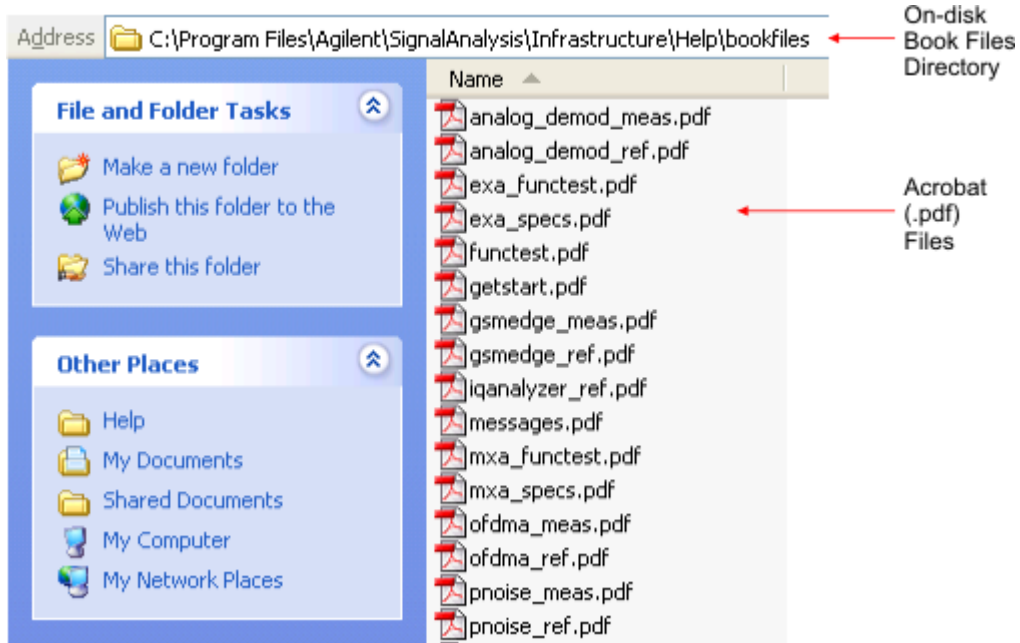 Address C:\Program Files\Agilent\SignalAnalysis\Infrastructure\Help\bookfiles
On-disk
Book Files
Directory
File and Folder Tasks
Make a new folder
Publish this folder to the
Web
Share this folder
Other Places
Help
My Documents
Shared Documents
My Computer
My Network Places
Name
analog_demod_meas.pdf
analog_demod_ref.pdf
exa_functest.pdf
exa_specs.pdf
functest.pdf
getstart.pdf
gsmedge_meas.pdf
gsmedge_ref.pdf
iqanalyzer_ref.pdf
messages.pdf
mxa_functest.pdf
mxa_specs.pdf
ofdma_meas.pdf
ofdma_ref.pdf
pnoise_meas.pdf
pnoise_ref.pdf
Acrobat
(.pdf)
Files